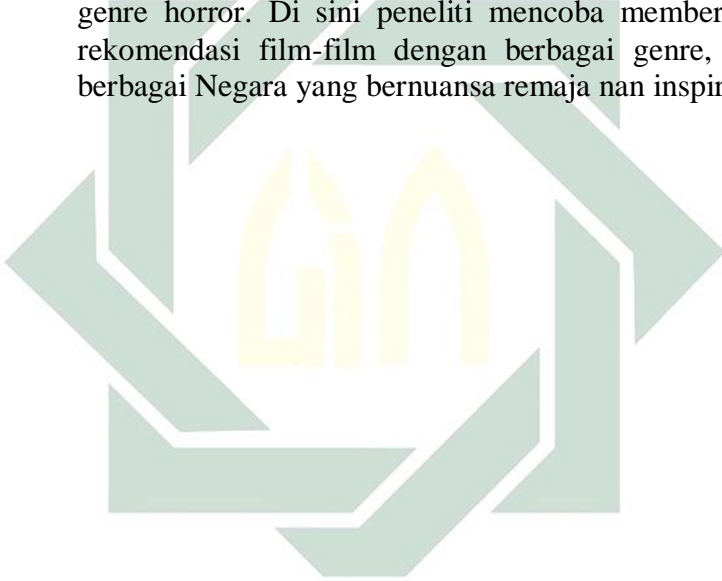 genre horror. Di sini peneliti mencoba member
rekomendasi film-film dengan berbagai genre,
berbagai Negara yang bernuansa remaja nan inspir